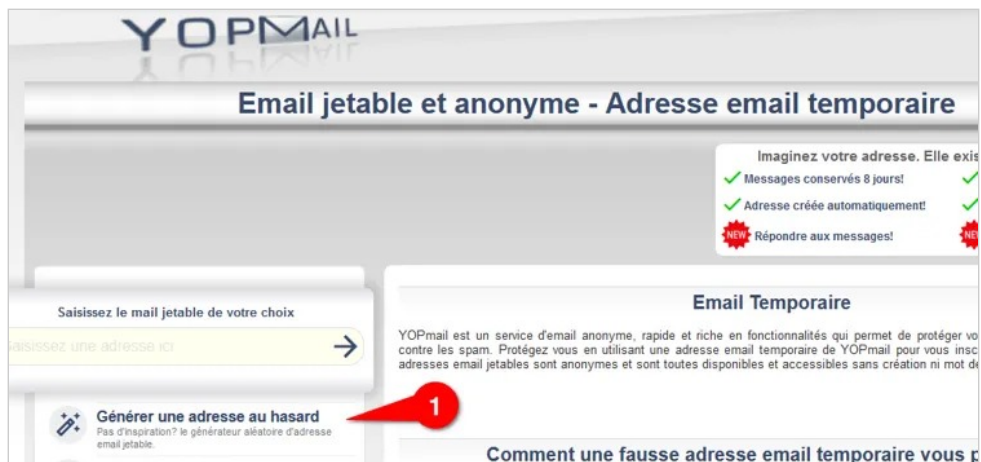 YOPMAIL
Email jetable et anonyme - Adresse email temporaire
Imaginez votre adresse. Elle exis
Messages conservés 8 jours!
Adresse créée automatiquement!
NEW Répondre aux messages!
NEW
Saisissez le mail jetable de votre choix
Saisissez une adresse ici
Générer une adresse au hasard
Pas d'inspiration? le générateur aléatoire d'adresse
email jetable.
1
Email Temporaire
YOPmail est un service d'email anonyme, rapide et riche en fonctionnalités qui permet de protéger vo
contre les spam. Protégez vous en utilisant une adresse email temporaire de YOPmail pour vous insc
adresses email jetables sont anonymes et sont toutes disponibles et accessibles sans création ni mot de
Comment une fausse adresse email temporaire vous p